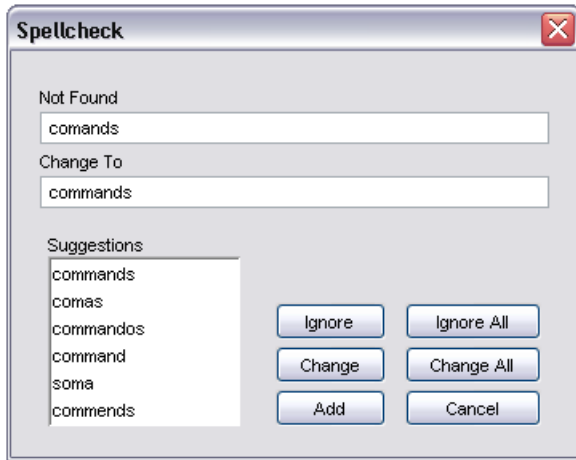 Spellcheck
Not Found
comands
Change To
commands
Suggestions
commands
comas
commandos
command
soma
commends
Ignore
Ignore All
Change
Change All
Add
Cancel